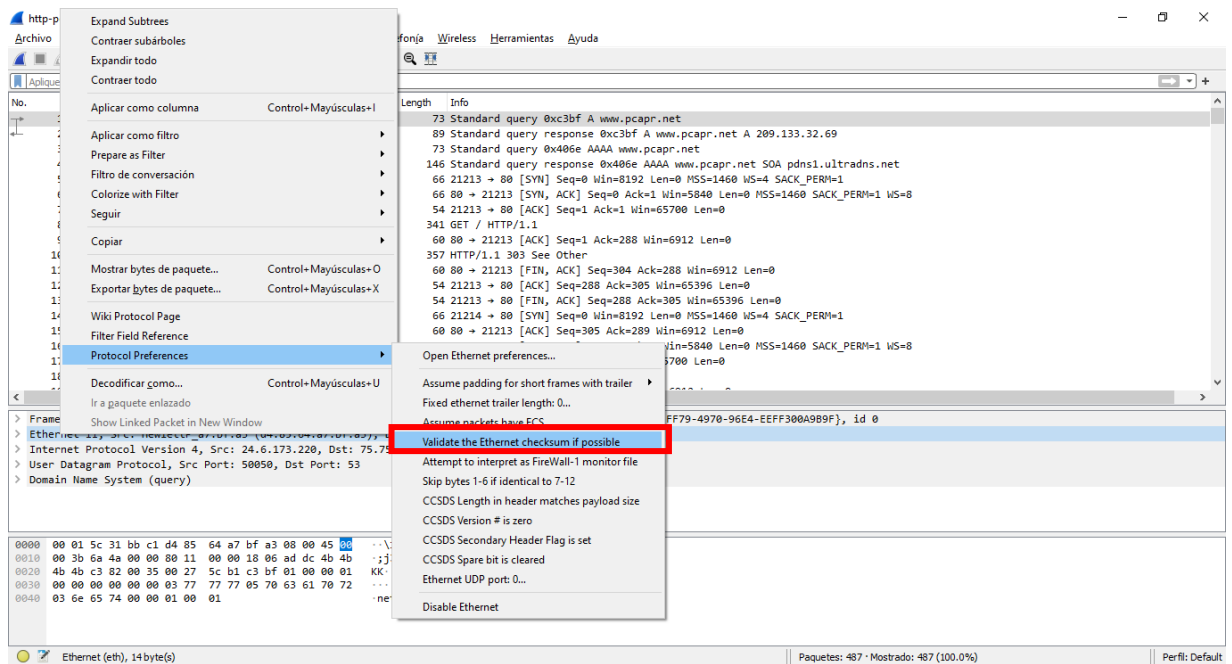 http-p
Archivo
fonía Wireless Herramientas Ayuda
Aplique
No. Length Info
73 Standard query 0xc3bf A www.pcapr.net
89 Standard query response 0xc3bf A www.pcapr.net A 209.133.32.69
73 Standard query 0x406e AAAA www.pcapr.net
146 Standard query response 0x406e AAAA www.pcapr.net SOA pdns1.ultradns.net
66 21213 → 80 [SYN] Seq=0 Win=8192 Len=0 MSS=1460 WS=4 SACK_PERM=1
66 80 → 21213 [SYN, ACK] Seq=0 Ack=1 Win=5840 Len=0 MSS=1460 SACK_PERM=1 WS=8
54 21213 → 80 [ACK] Seq=1 Ack=1 Win=65700 Len=0
341 GET / HTTP/1.1
60 80 → 21213 [ACK] Seq=1 Ack=288 Win=6912 Len=0
357 HTTP/1.1 303 See Other
60 80 → 21213 [FIN, ACK] Seq=304 Ack=288 Win=6912 Len=0
54 21213 → 80 [ACK] Seq=288 Ack=305 Win=65396 Len=0
54 21213 → 80 [FIN, ACK] Seq=288 Ack=305 Win=65396 Len=0
66 21214 → 80 [SYN] Seq=0 Win=8192 Len=0 MSS=1460 WS=4 SACK_PERM=1
60 80 → 21213 [ACK] Seq=305 Ack=289 Win=6912 Len=0
in=5840 Len=0 MSS=1460 SACK_PERM=1 WS=8
5700 Len=0
Expand Subtrees
Contraer subárboles
Expandir todo
Contraer todo
Aplicar como columna Control+Mayúsculas+I
Aplicar como filtro
Prepare as Filter
Filtro de conversación
Colorize with Filter
Seguir
Copiar
Mostrar bytes de paquete... Control+Mayúsculas+O
Exportar bytes de paquete... Control+Mayúsculas+X
Wiki Protocol Page
Filter Field Reference
Protocol Preferences
Decodificar como... Control+Mayúsculas+U
Ir a paquete enlazado
Show Linked Packet in New Window
Open Ethernet preferences...
Assume padding for short frames with trailer
Fixed ethernet trailer length: 0...
Assume packets have FCS
Validate the Ethernet checksum if possible
Attempt to interpret as FireWall-1 monitor file
Skip bytes 1-6 if identical to 7-12
CCSDS Length in header matches payload size
CCSDS Version # is zero
CCSDS Secondary Header Flag is set
CCSDS Spare bit is cleared
Ethernet UDP port: 0...
Disable Ethernet
Frame FF79-4970-96E4-EEFF300A9B9F}, id 0
Ethernet II, Src: HewlettP_a7:bf:a3 (d4:85:64:a7:bf:a3),
Internet Protocol Version 4, Src: 24.6.173.220, Dst: 75.75
User Datagram Protocol, Src Port: 50050, Dst Port: 53
Domain Name System (query)
0000 00 01 5c 31 bb c1 d4 85 64 a7 bf a3 08 00 45 00 ··\
0010 00 3b 6a 4a 00 00 80 11 00 00 18 06 ad dc 4b 4b ·;j
0020 4b 4b c3 82 00 35 00 27 5c b1 c3 bf 01 00 00 01 KK·
0030 00 00 00 00 00 00 03 77 77 77 05 70 63 61 70 72 ···
0040 03 6e 65 74 00 00 01 00 01 ·ne
Ethernet (eth), 14 byte(s) Paquetes: 487 · Mostrado: 487 (100.0%) Perfil: Default